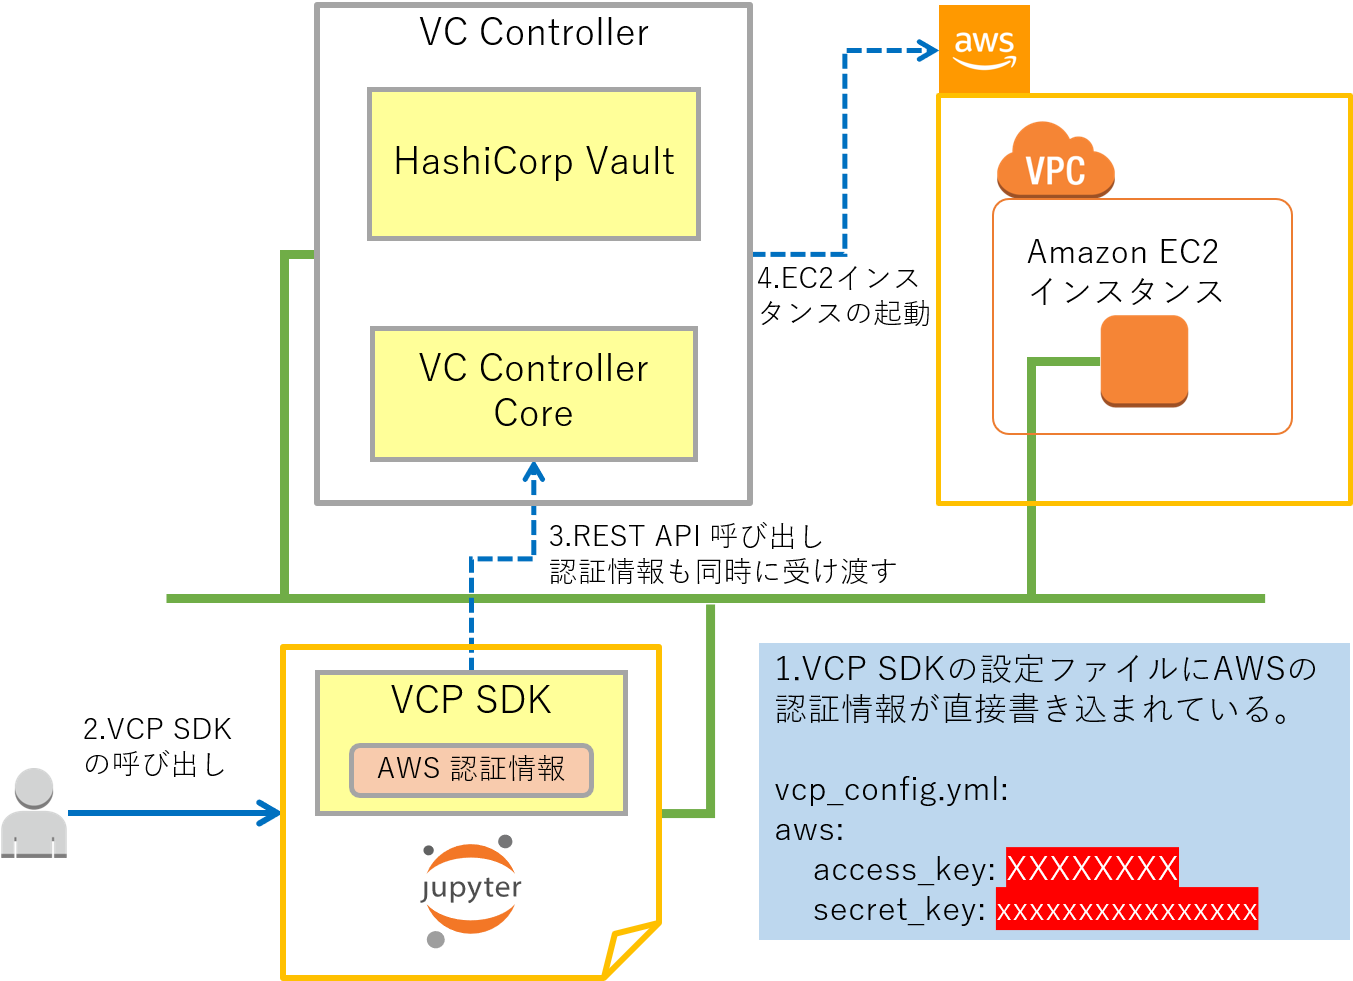 VC Controller
HashiCorp Vault
VC Controller
Core
aws
VPC
Amazon EC2
インスタンス
4.EC2インス
タンスの起動
3.REST API 呼び出し
認証情報も同時に受け渡す
2.VCP SDK
の呼び出し
VCP SDK
AWS 認証情報
jupyter
1.VCP SDKの設定ファイルにAWSの
認証情報が直接書き込まれている。
vcp_config.yml:
aws:
access_key: XXXXXXXX
secret_key: xxxxxxxxxxxxxxxx